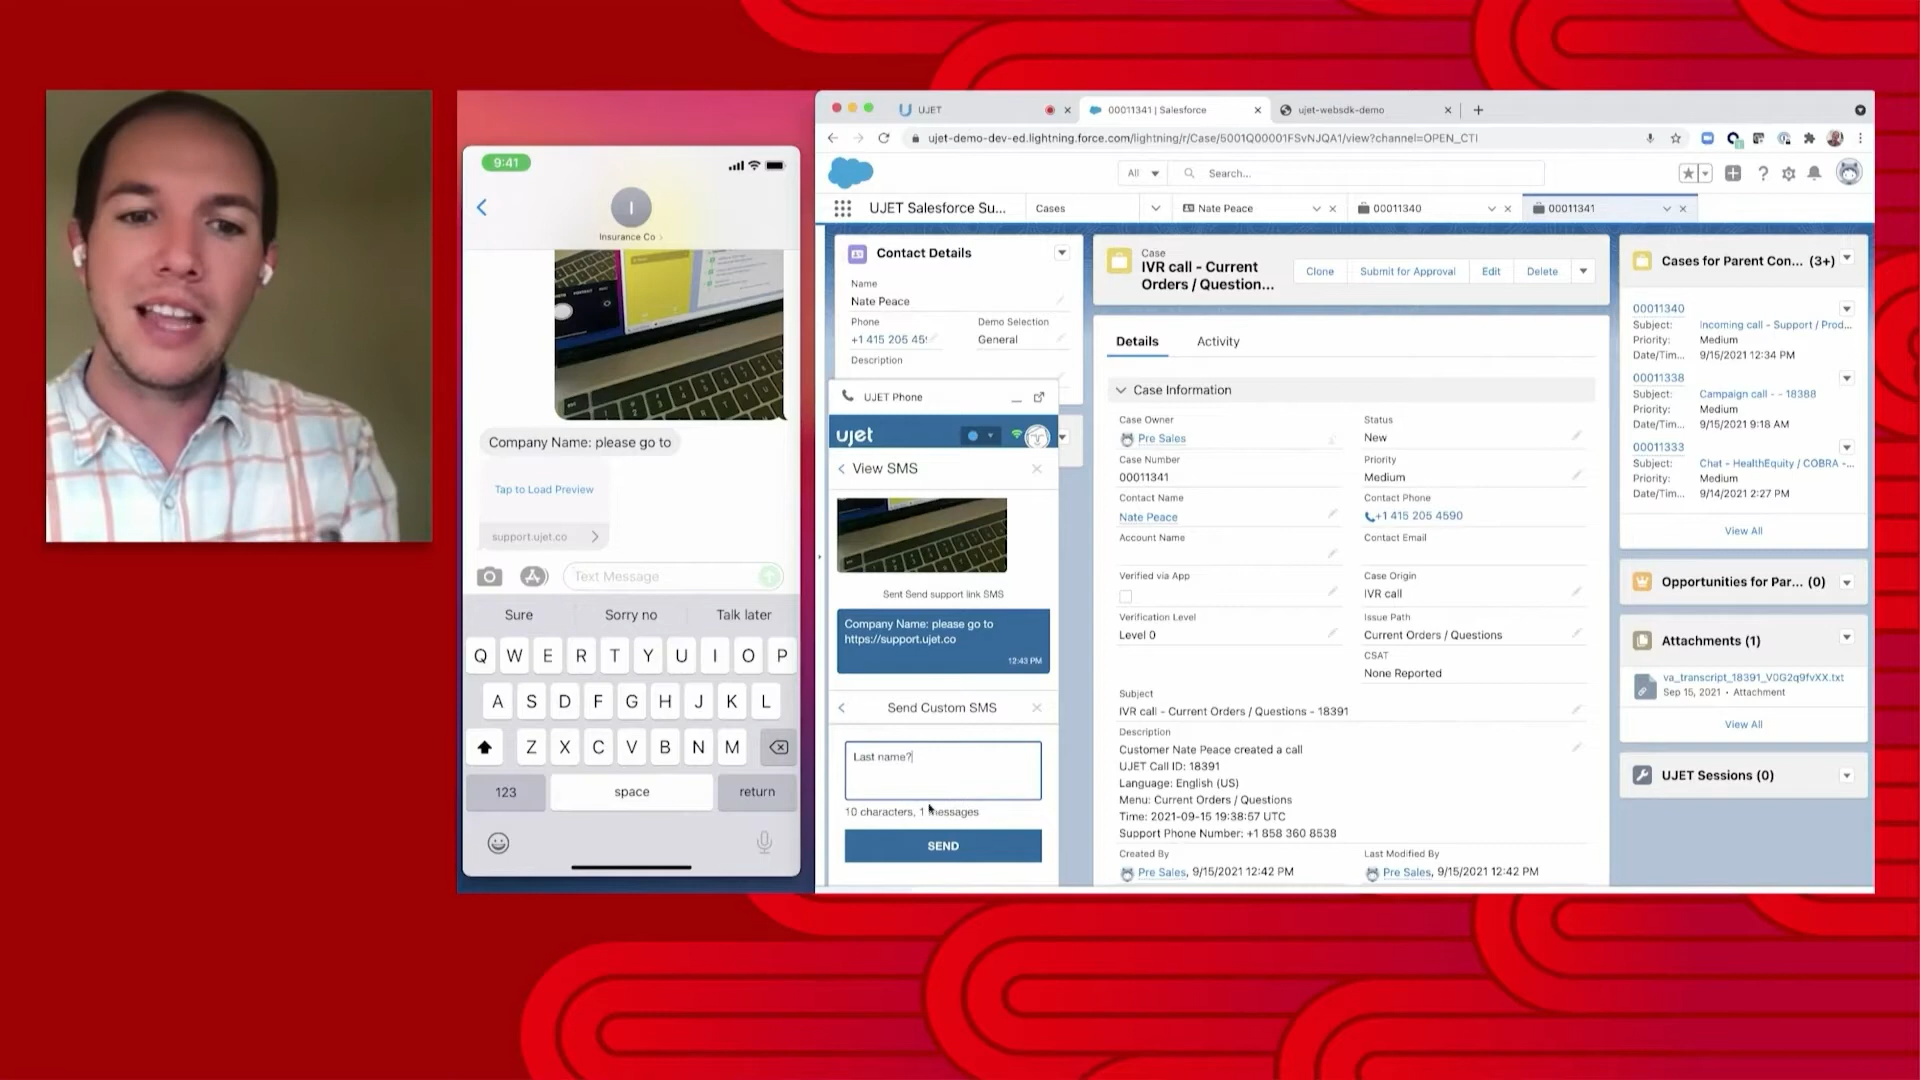 9:41
I
Insurance Co
Company Name: please go to
Tap to Load Preview
support.ujet.co
Text Message
Sure
Sorry no
Talk later
Q W E R T Y U I O P
A S D F G H J K L
Z X C V B N M
123
space
return
UJET
00011341 | Salesforce
ujet-websdk-demo
ujet-demo-dev-ed.lightning.force.com/lightning/r/Case/5001Q00001FSvNJQA1/view?channel=OPEN_CTI
All
Search...
UJET Salesforce Su...
Cases
Nate Peace
00011340
00011341
Contact Details
Name
Nate Peace
Phone
Demo Selection
+1 415 205 45
General
Description
UJET Phone
ujet
View SMS
Sent Send support link SMS
Company Name: please go to
https://support.ujet.co
12:43 PM
Send Custom SMS
Last name?
10 characters, 1 messages
SEND
Case
IVR call - Current
Orders / Question...
Clone
Submit for Approval
Edit
Delete
Details
Activity
Case Information
Case Owner
Pre Sales
Status
New
Case Number
00011341
Priority
Medium
Contact Name
Nate Peace
Contact Phone
+1 415 205 4590
Account Name
Contact Email
Verified via App
Case Origin
IVR call
Verification Level
Level 0
Issue Path
Current Orders / Questions
CSAT
None Reported
Subject
IVR call - Current Orders / Questions - 18391
Description
Customer Nate Peace created a call
UJET Call ID: 18391
Language: English (US)
Menu: Current Orders / Questions
Time: 2021-09-15 19:38:57 UTC
Support Phone Number: +1 858 360 8538
Created By
Pre Sales, 9/15/2021 12:42 PM
Last Modified By
Pre Sales, 9/15/2021 12:42 PM
Cases for Parent Con... (3+)
00011340
Subject: Incoming call - Support / Prod...
Priority: Medium
Date/Tim... 9/15/2021 12:34 PM
00011338
Subject: Campaign call - - 18388
Priority: Medium
Date/Tim... 9/15/2021 9:18 AM
00011333
Subject: Chat - HealthEquity / COBRA -...
Priority: Medium
Date/Tim... 9/14/2021 2:27 PM
View All
Opportunities for Par... (0)
Attachments (1)
va_transcript_18391_V0G2q9fvXX.txt
Sep 15, 2021 • Attachment
View All
UJET Sessions (0)